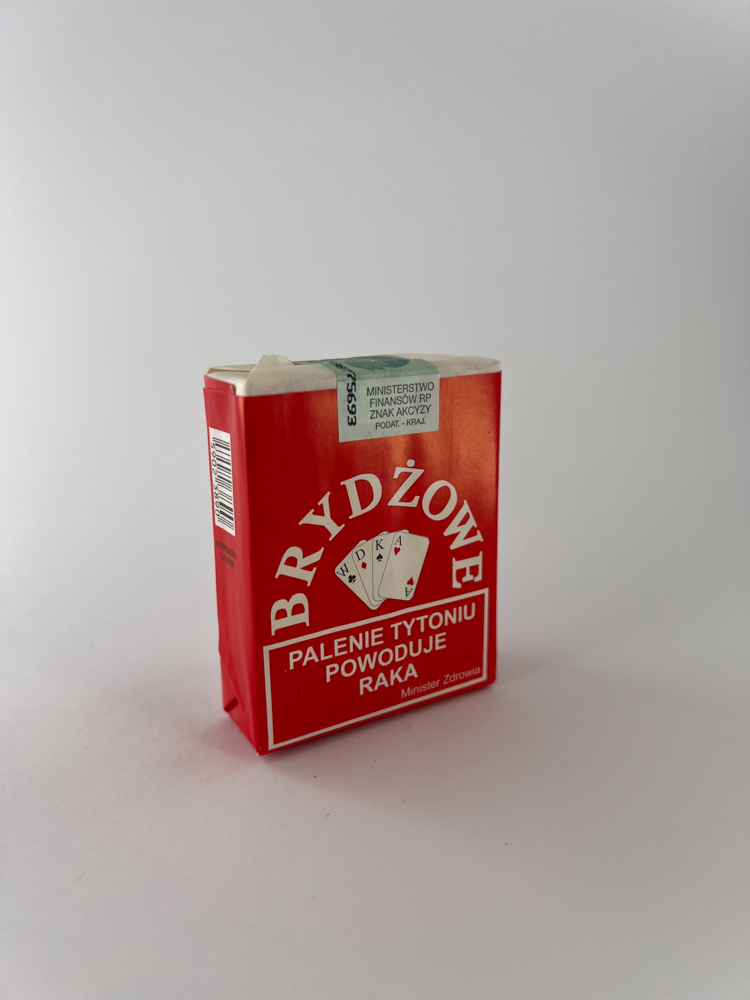 75693
MINISTERSTWO
FINANSÓW RP
ZNAK AKCYZY
PODAT. - KRAJ.
BRYDŻOWE
W D K A
A
PALENIE TYTONIU
POWODUJE
RAKA
Minister Zdrowia